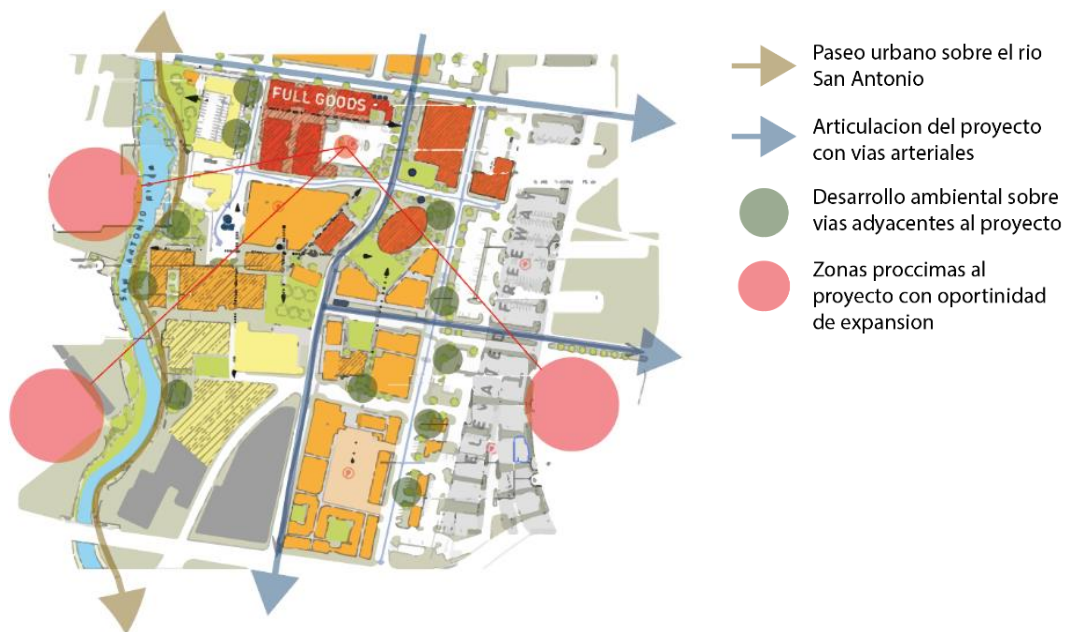 Paseo urbano sobre el rio
San Antonio
Articulacion del proyecto
con vias arteriales
Desarrollo ambiental sobre
vias adyacentes al proyecto
Zonas proccimas al
proyecto con oportinidad
de expansion
FULL GOODS
SAN ANTONIO RIVER
ELEVATED FREEWAY
P
P
P